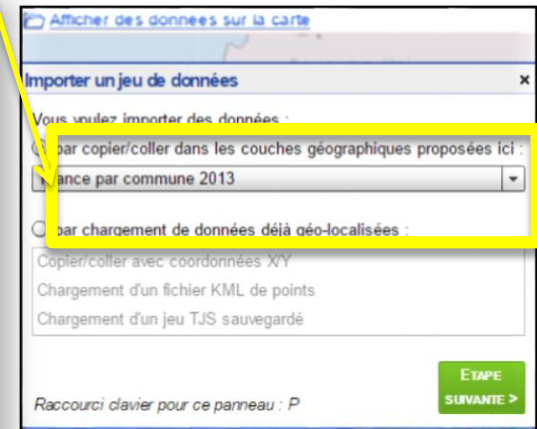 Afficher des données sur la carte
Importer un jeu de données x
Vous voulez importer des données :
par copier/coller dans les couches géographiques proposées ici :
France par commune 2013
par chargement de données déjà géo-localisées :
Copier/coller avec coordonnées X/Y
Chargement d'un fichier KML de points
Chargement d'un jeu TJS sauvegardé
ETAPE
SUIVANTE >
Raccourci clavier pour ce panneau : P